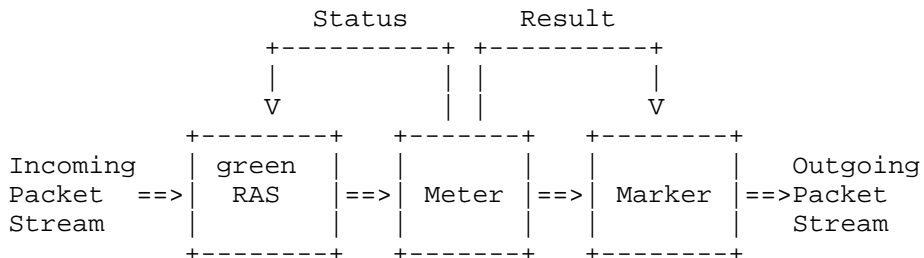 Status Result
+----------+ +----------+
| | | |
V | | V
+--------+ +-------+ +--------+
Incoming | green | | | | | Outgoing
Packet ==>| RAS |==>| Meter |==>| Marker |==>Packet
Stream | | | | | | Stream
+--------+ +-------+ +--------+